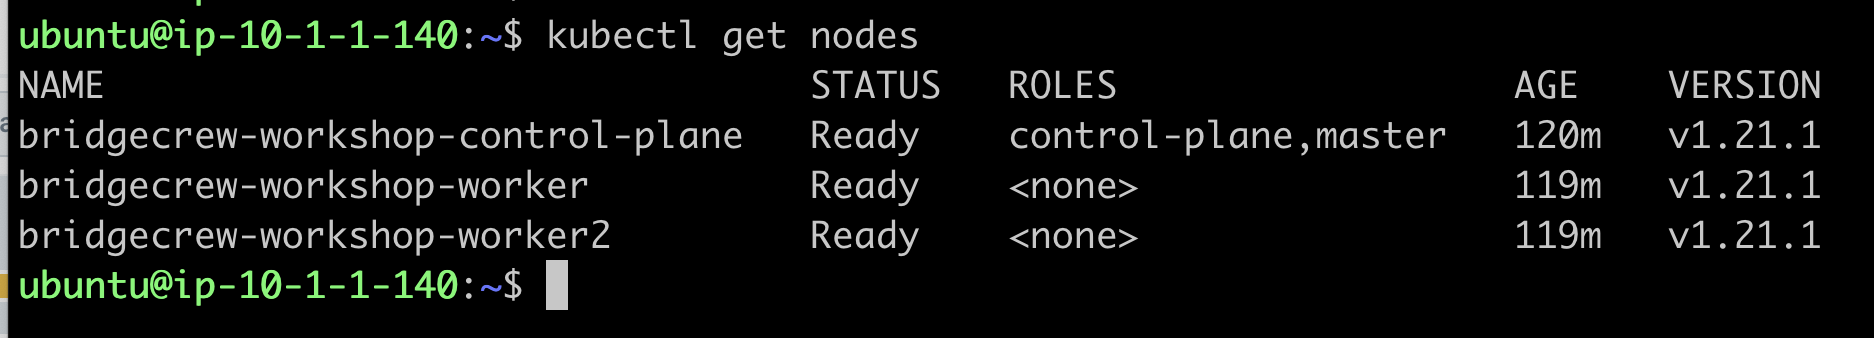 ubuntu@ip-10-1-1-140:~$ kubectl get nodes
NAME STATUS ROLES AGE VERSION
bridgecrew-workshop-control-plane Ready control-plane,master 120m v1.21.1
bridgecrew-workshop-worker Ready <none> 119m v1.21.1
bridgecrew-workshop-worker2 Ready <none> 119m v1.21.1
ubuntu@ip-10-1-1-140:~$